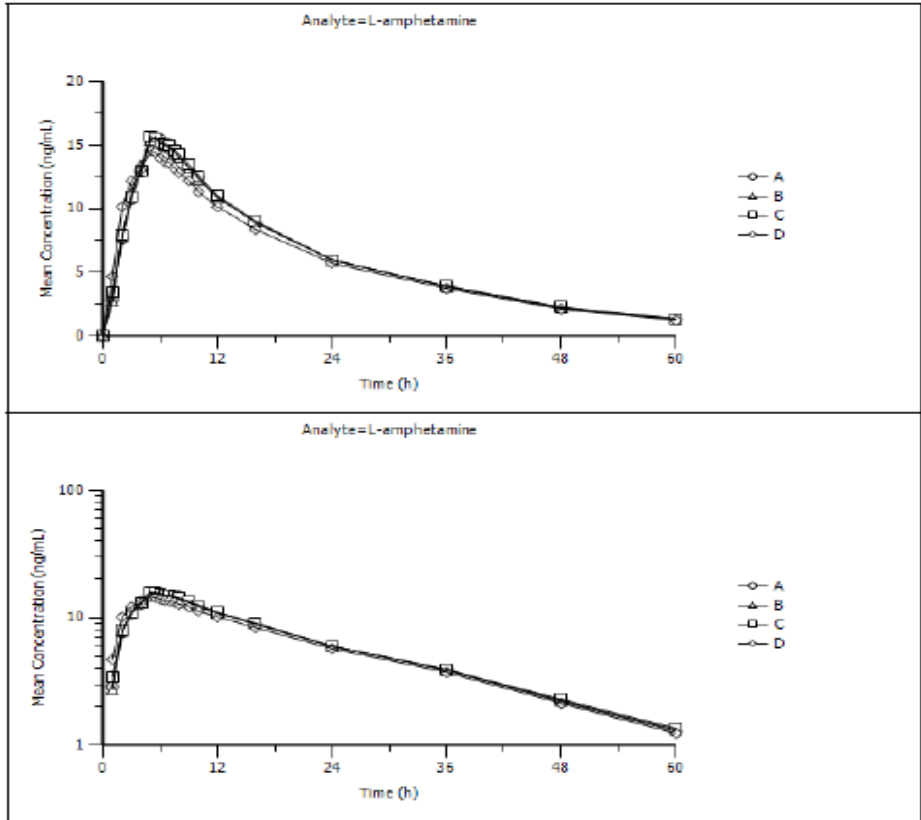 Analyte=L-amphetamine
Mean Concentration (ng/mL)
20
15
10
5
0
0 12 24 36 48 60
Time (h)
A
B
C
D
Analyte=L-amphetamine
Mean Concentration (ng/mL)
100
10
1
0 12 24 36 48 60
Time (h)
A
B
C
D